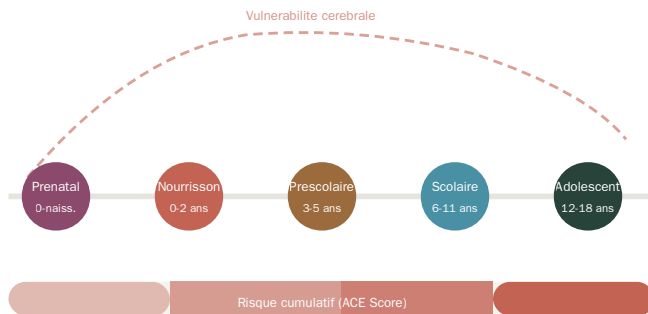 Vulnerabilite cerebrale
Prenatal
0-naiss.
Nourrisson
0-2 ans
Prescolaire
3-5 ans
Scolaire
6-11 ans
Adolescent
12-18 ans
Risque cumulatif (ACE Score)